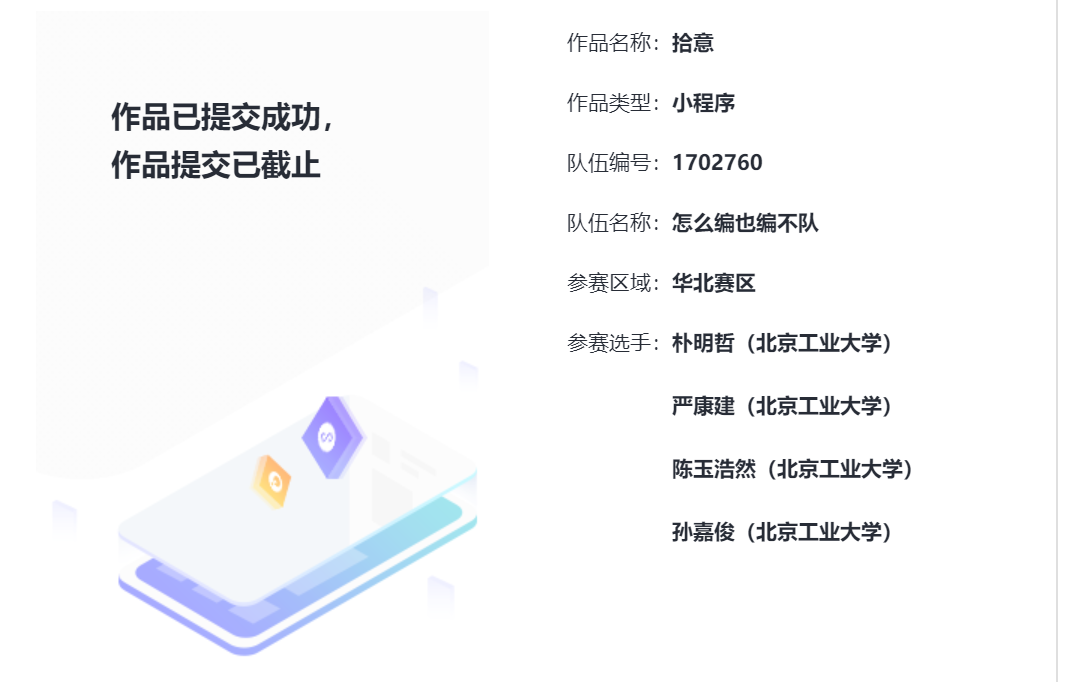 作品已提交成功，
作品提交已截止
作品名称：拾意
作品类型：小程序
队伍编号：1702760
队伍名称：怎么编也编不队
参赛区域：华北赛区
参赛选手：朴明哲（北京工业大学）
严康建（北京工业大学）
陈玉浩然（北京工业大学）
孙嘉俊（北京工业大学）